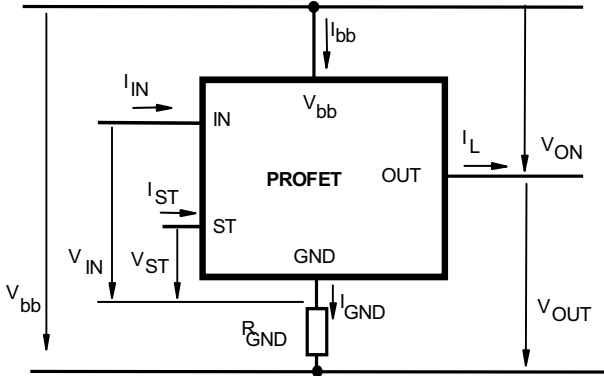 I bb
I IN
V bb
IN
I L
V ON
PROFET
OUT
I ST
ST
V IN
V ST
GND
V bb
I GND
R GND
V OUT